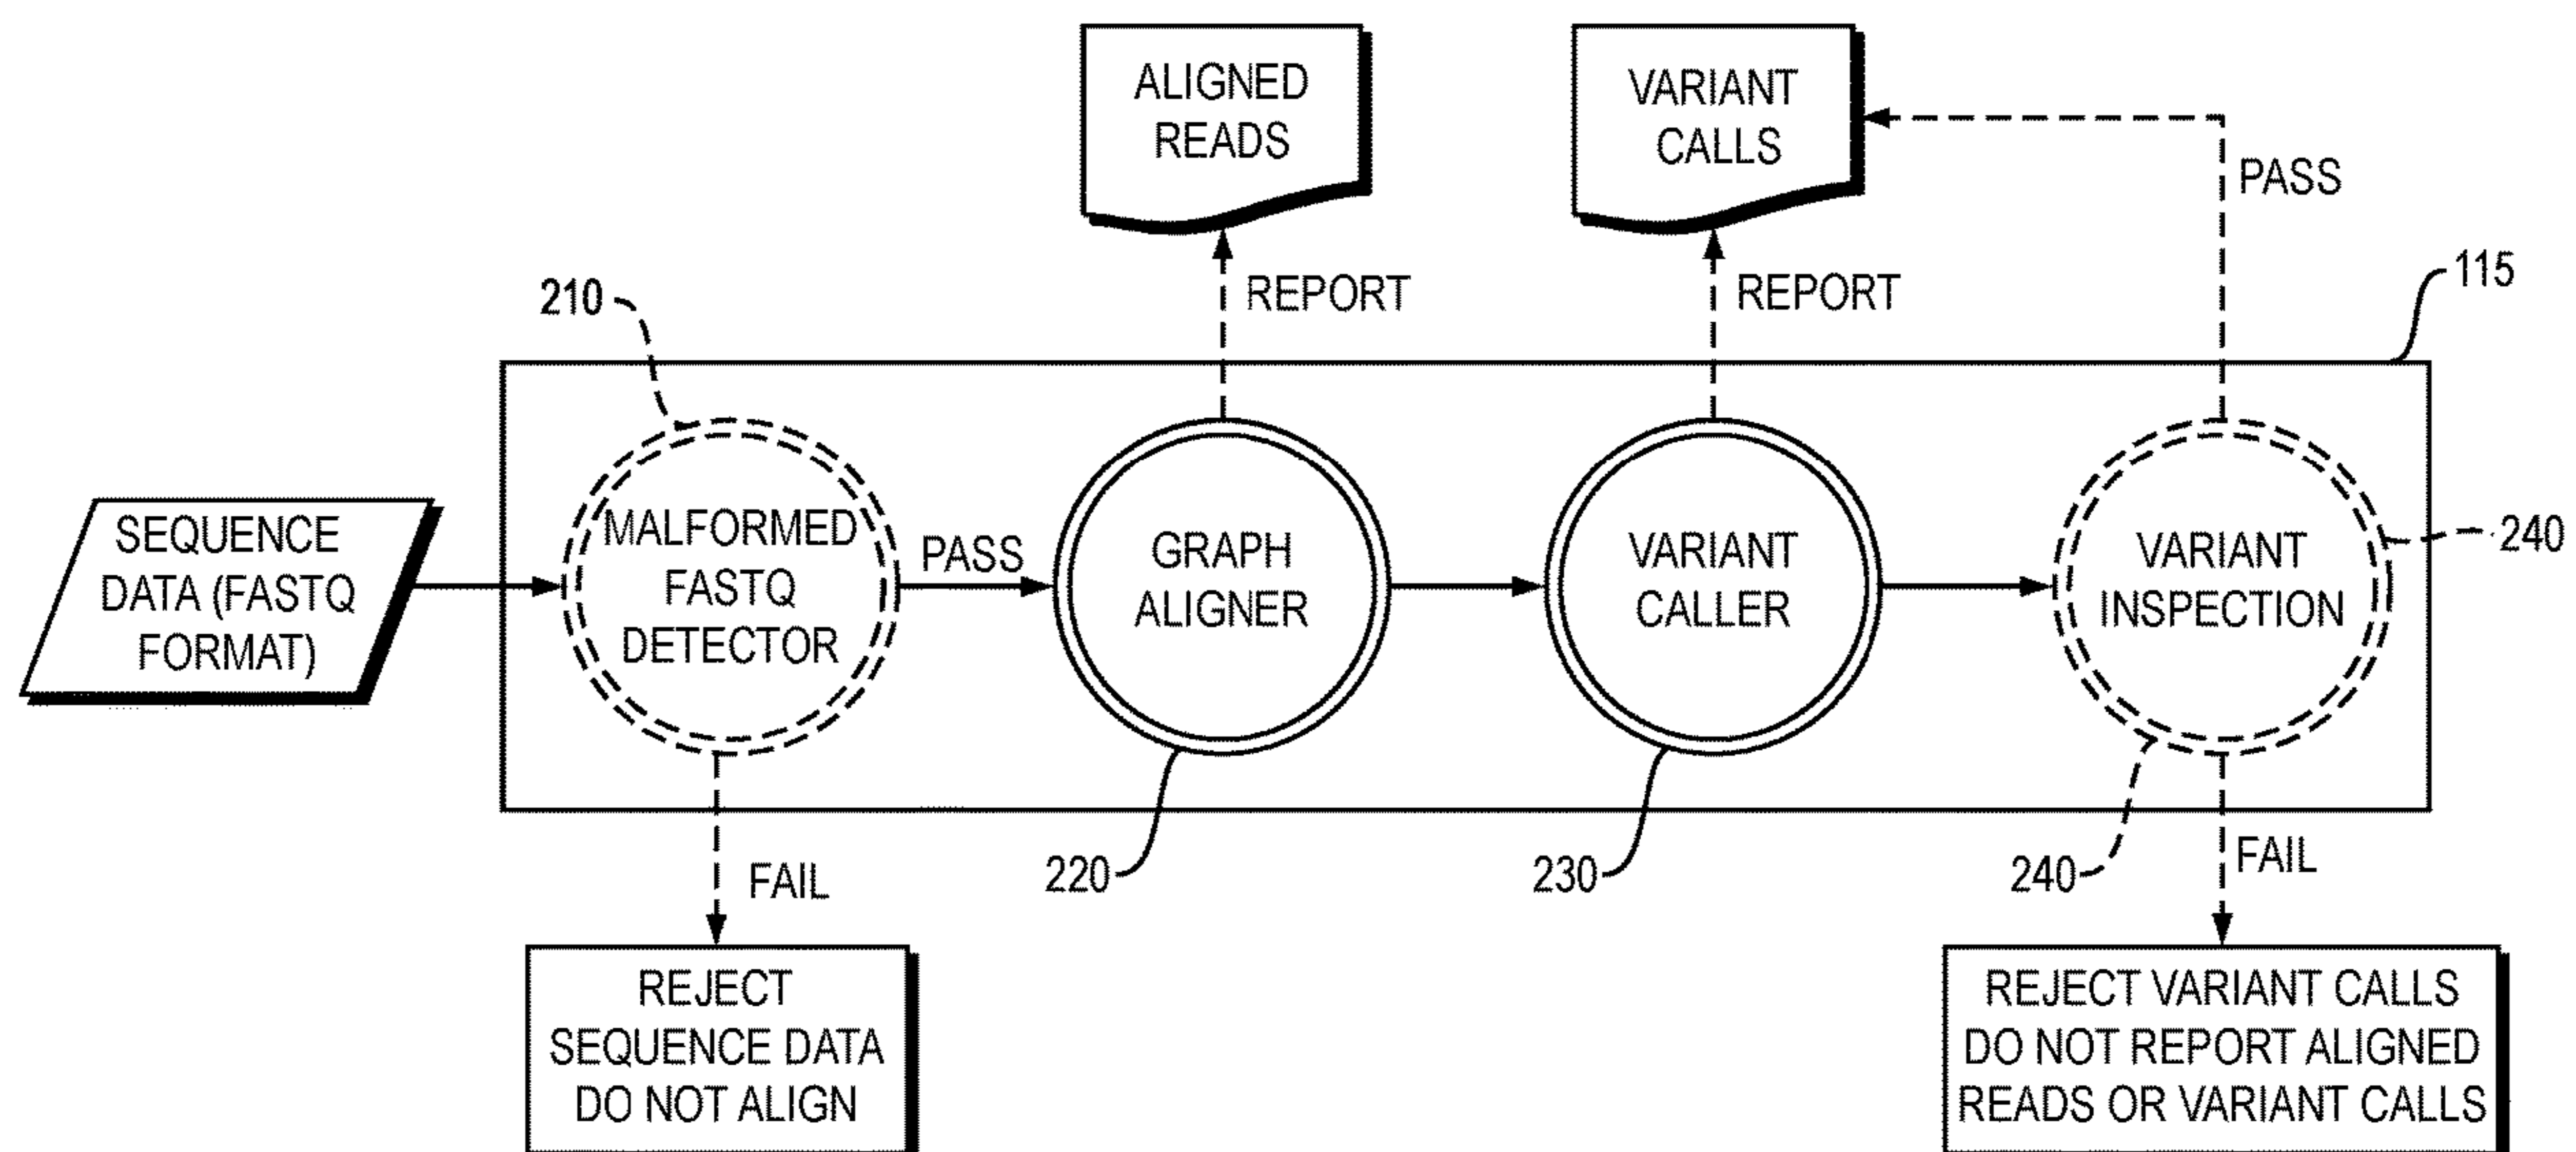 ALIGNED
READS
VARIANT
CALLS
PASS
115
210
REPORT
REPORT
SEQUENCE
DATA (FASTQ
FORMAT)
MALFORMED
FASTQ
DETECTOR
PASS
GRAPH
ALIGNER
VARIANT
CALLER
VARIANT
INSPECTION
240
FAIL
220
230
240
FAIL
REJECT
SEQUENCE DATA
DO NOT ALIGN
REJECT VARIANT CALLS
DO NOT REPORT ALIGNED
READS OR VARIANT CALLS